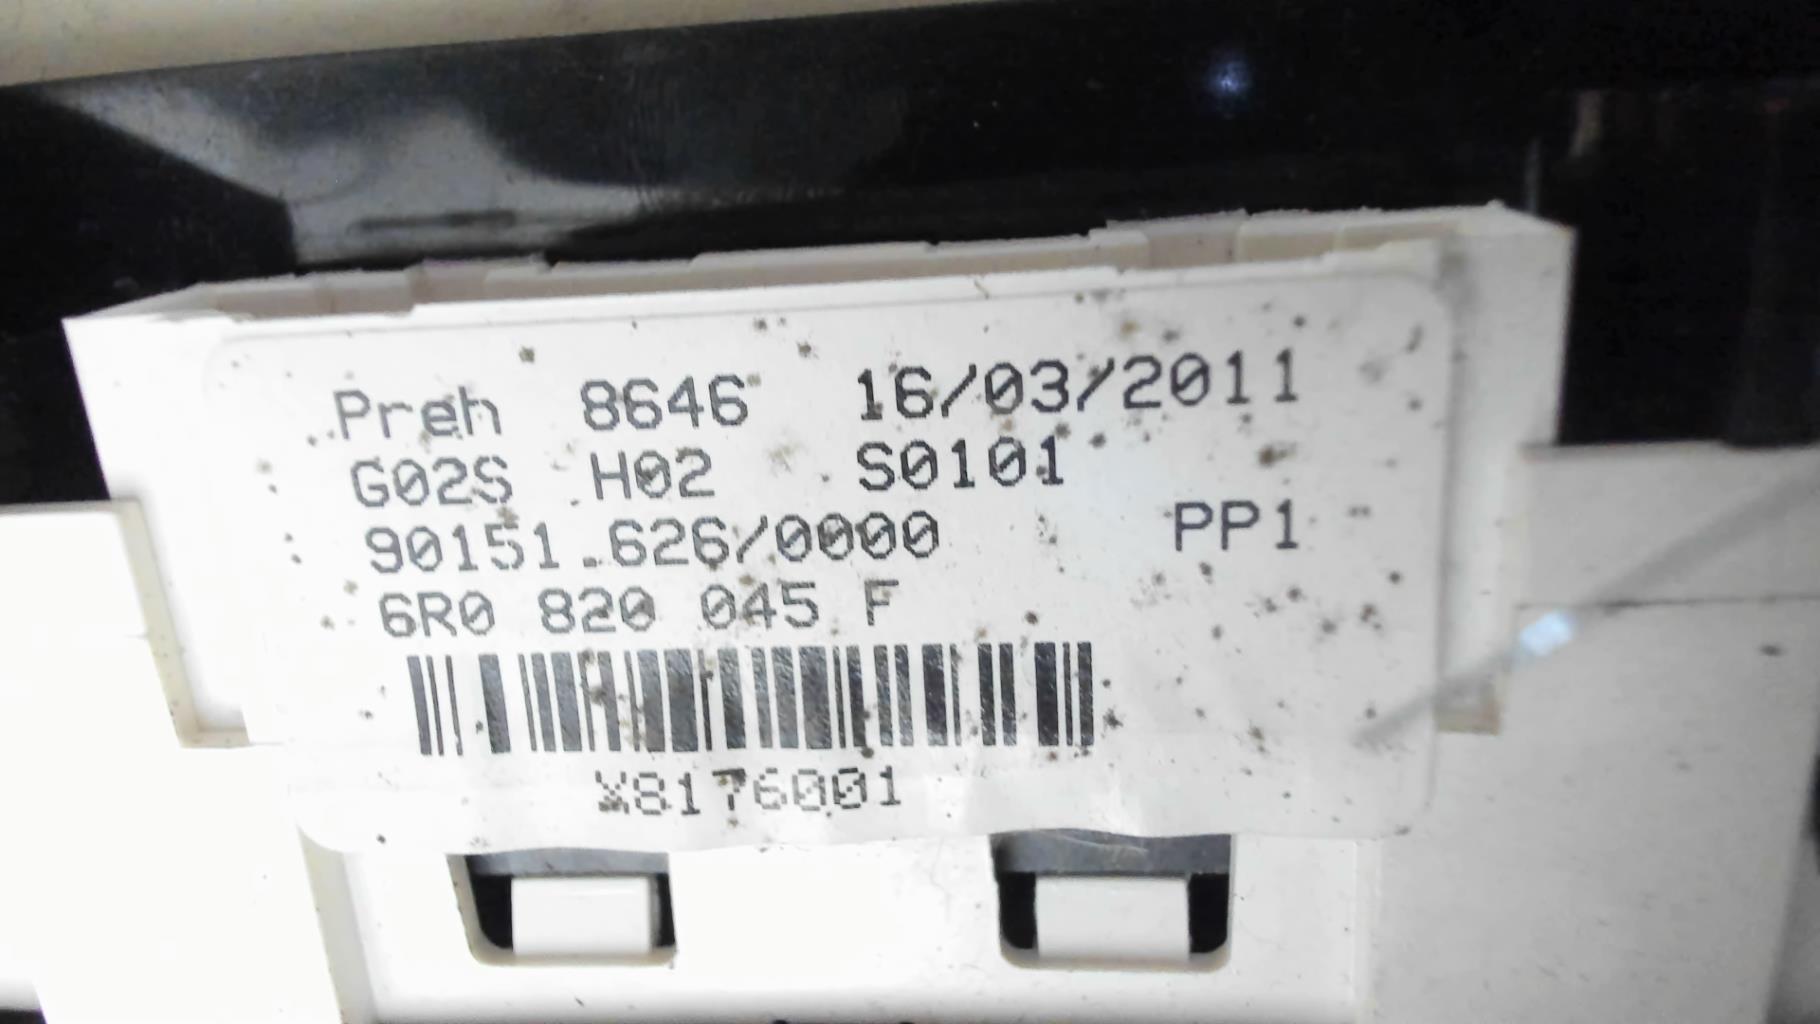 Preh 8646 16/03/2011
G02S H02 S0101
90151.626/0000 PP1
6R0 820 045 F
X8176001